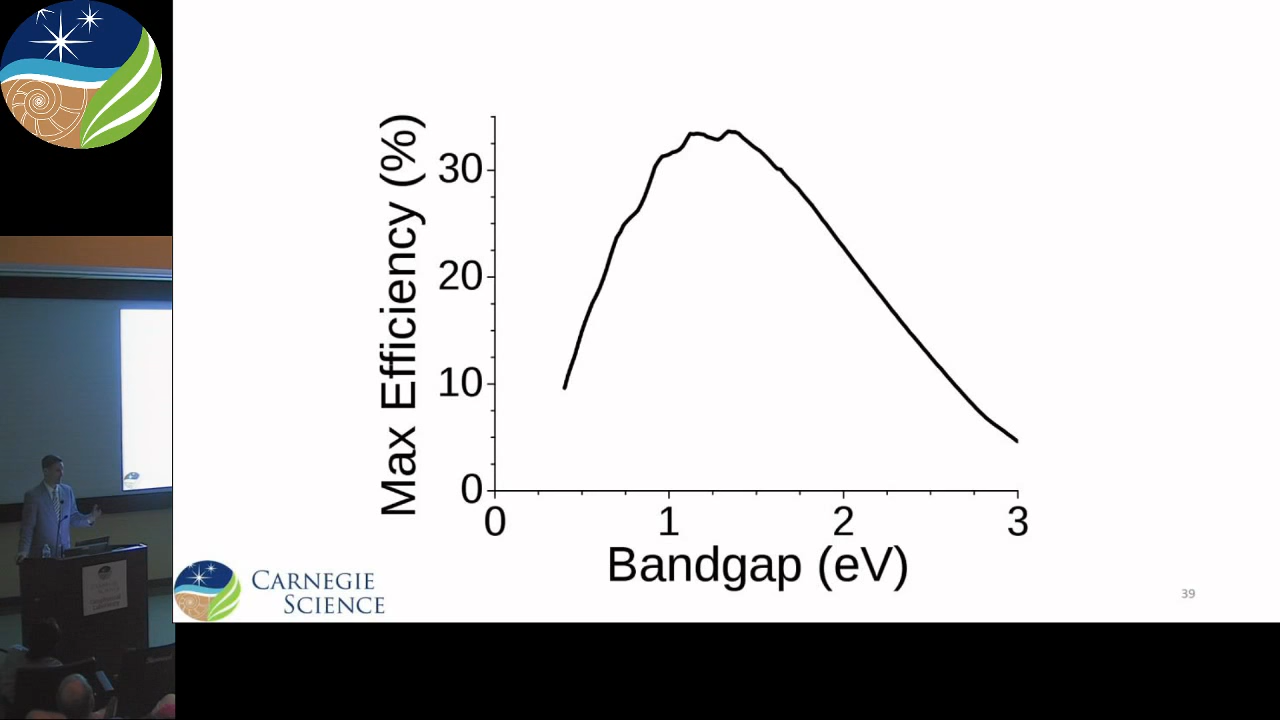 Max Efficiency (%)
30
20
10
0
0 1 2 3
Bandgap (eV)
CARNEGIE
SCIENCE
39